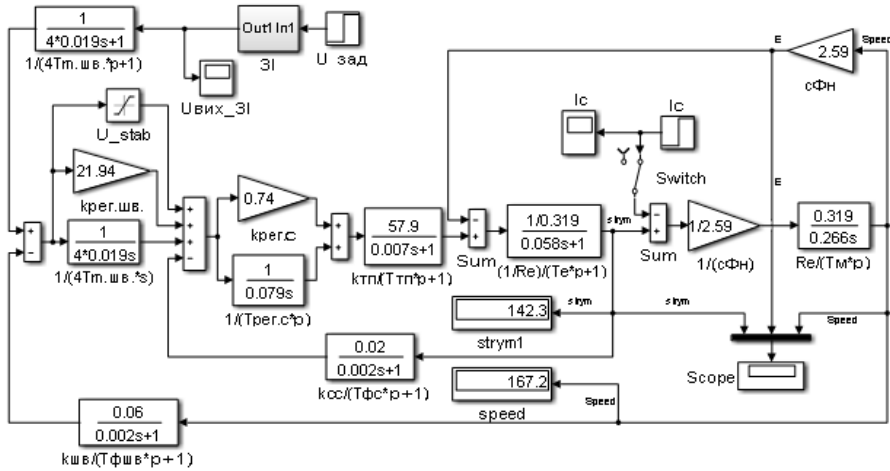 1
4*0.019s+1
1/(4Tm.шв.*p+1)
Out1 In1
ЗІ
U_зад
Uвих_ЗІ
U_stab
21.94
kрег.шв.
1
4*0.019s
1/(4Tm.шв.*s)
+
-
+
+
+
-
0.74
kрег.с
1
0.079s
1/(Tрег.с*p)
+
+
57.9
0.007s+1
kтп/(Tтп*p+1)
-
+
Sum
1/0.319
0.058s+1
(1/Re)/(Te*p+1)
strym
Ic
Ic
Switch
-
+
Sum
1/2.59
1/(сФн)
E
E
2.59
сФн
Speed
0.319
0.266s
Re/(Tм*p)
142.3
strym1
strym
strym
Speed
Scope
0.02
0.002s+1
kcc/(Tфс*p+1)
167.2
speed
Speed
0.06
0.002s+1
kшв/(Tфшв*p+1)